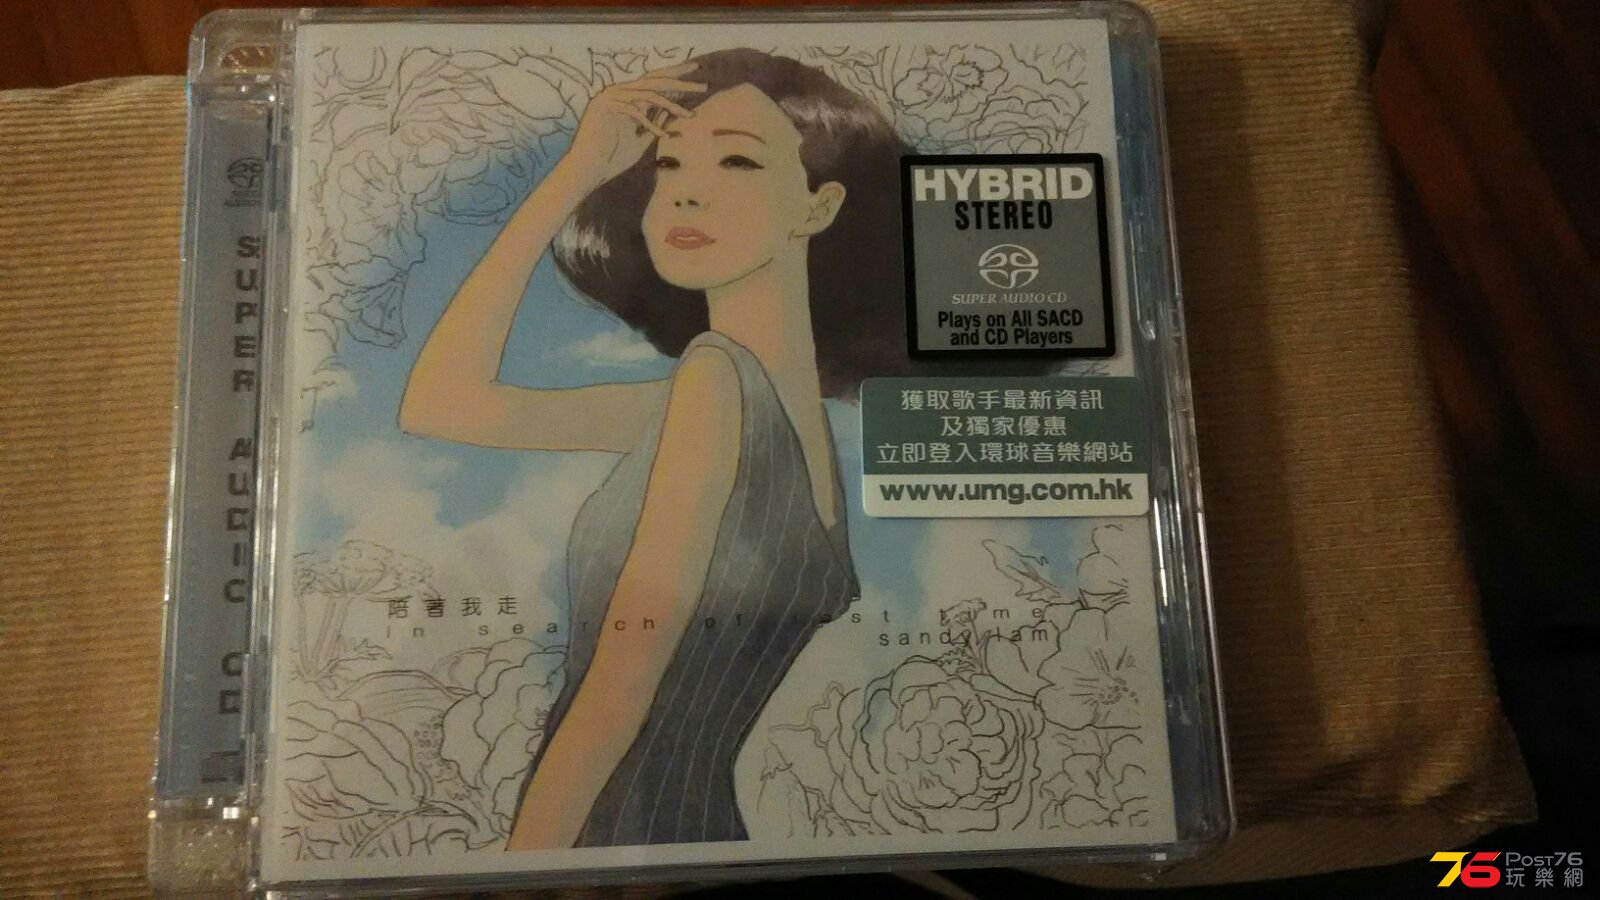 SUPER AUDIO CD
HYBRID
STEREO
SUPER AUDIO CD
Plays on All SACD
and CD Players
獲取歌手最新資訊
及獨家優惠
立即登入環球音樂網站
www.umg.com.hk
陪著我走
in search of lost time
sandy lam
76 POST76
玩樂網